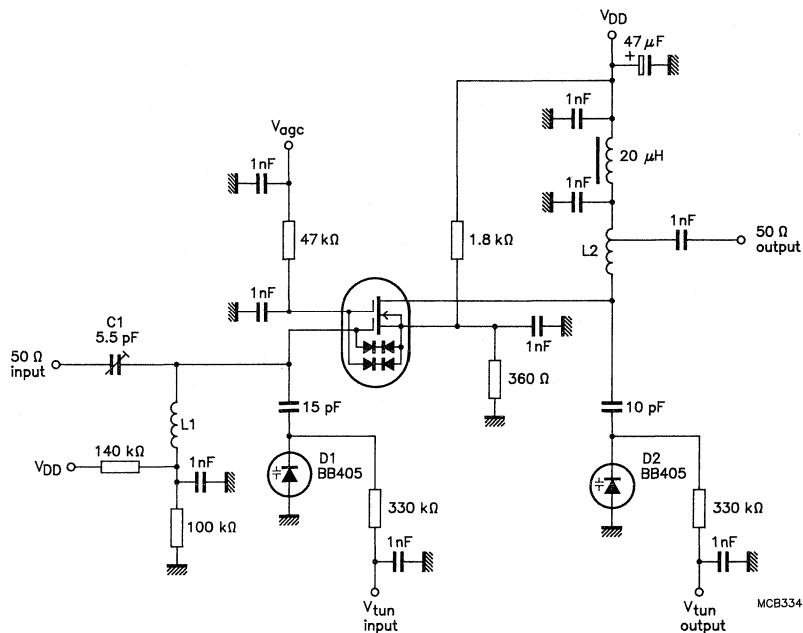 VDD
47 μF
+
1nF
20 μH
Vagc
1nF
1nF
47 kΩ
1.8 kΩ
L2
1nF
50 Ω
output
1nF
C1
5.5 pF
50 Ω
input
1nF
360 Ω
15 pF
10 pF
L1
140 kΩ
VDD
1nF
D1
BB405
D2
BB405
100 kΩ
330 kΩ
330 kΩ
1nF
1nF
Vtun
input
Vtun
output
MCB334